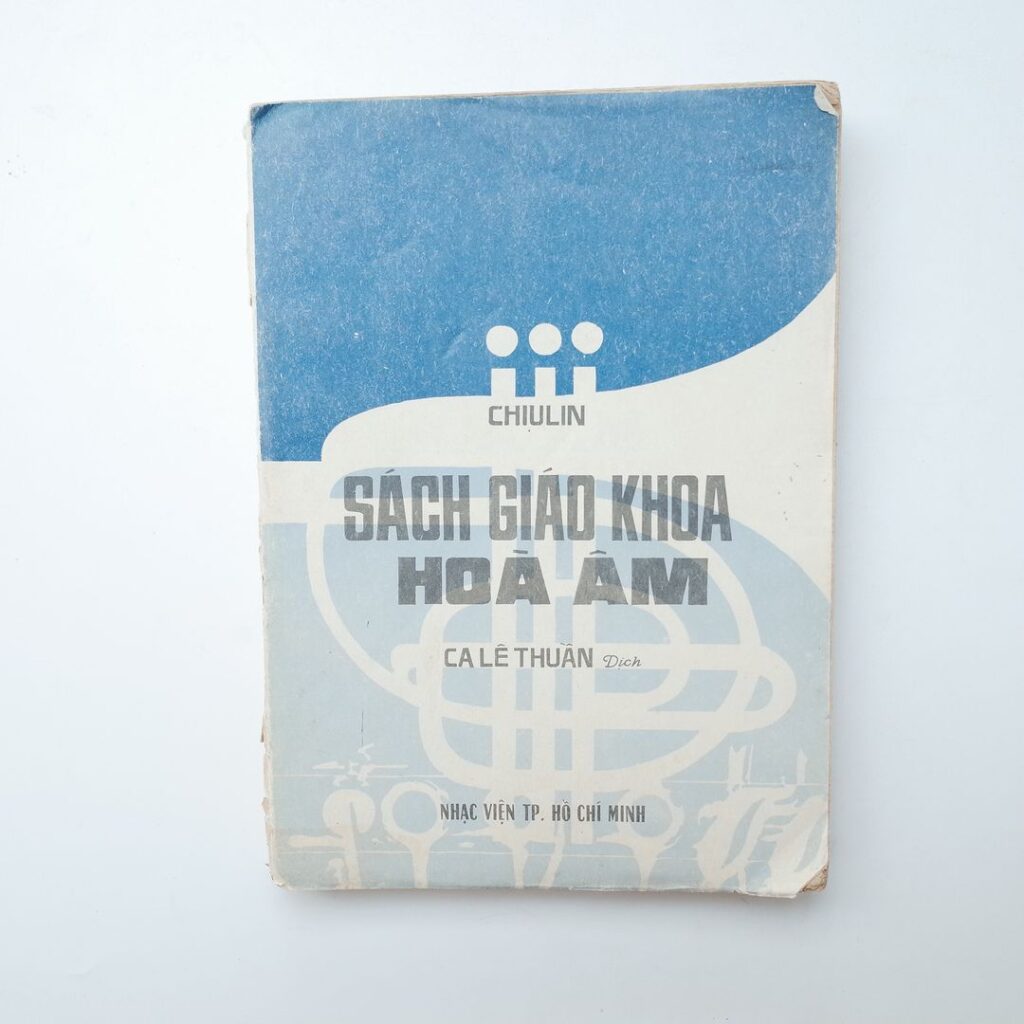 CHIULIN
SÁCH GIÁO KHOA
HOÀ ÂM
CA LÊ THUẦN Dịch
NHẠC VIỆN TP. HỒ CHÍ MINH